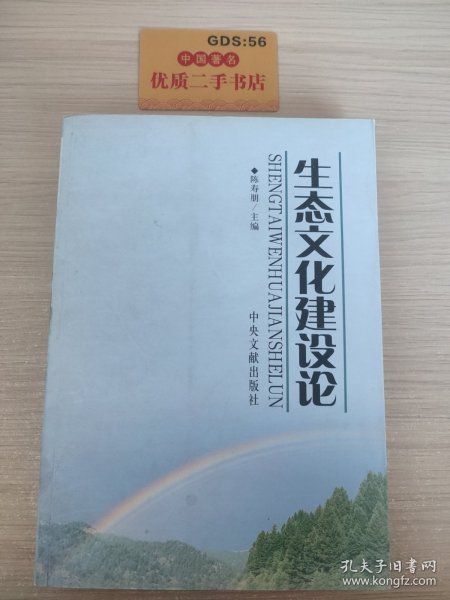 GDS:56
中国著名
优质二手书店
生态文化建设论
SHENGTAIWENHUAJIANSHELUN
◆陈寿朋/主编
中央文献出版社
孔夫子旧书网
www.kongfz.com